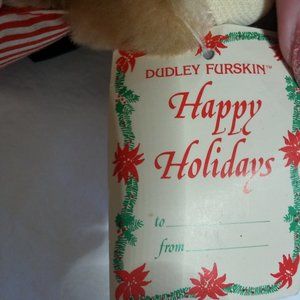 DUDLEY FURSKIN™
Happy
Holidays
to
from